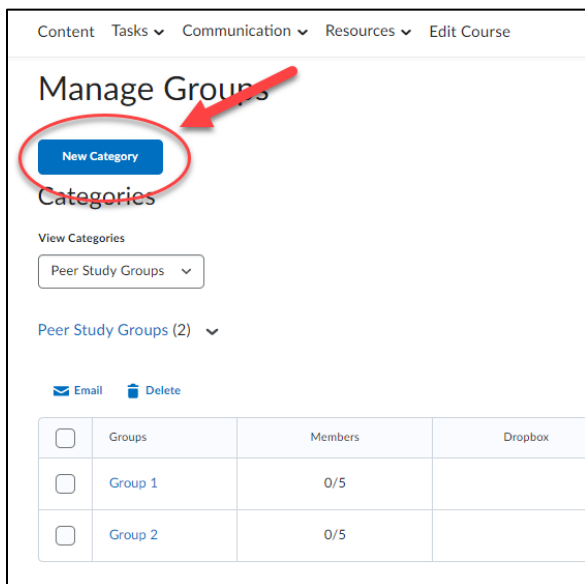 Content Tasks Communication Resources Edit Course
Manage Groups
New Category
Categories
View Categories
Peer Study Groups
Peer Study Groups (2)
Email Delete
Groups Members Dropbox
Group 1 0/5
Group 2 0/5